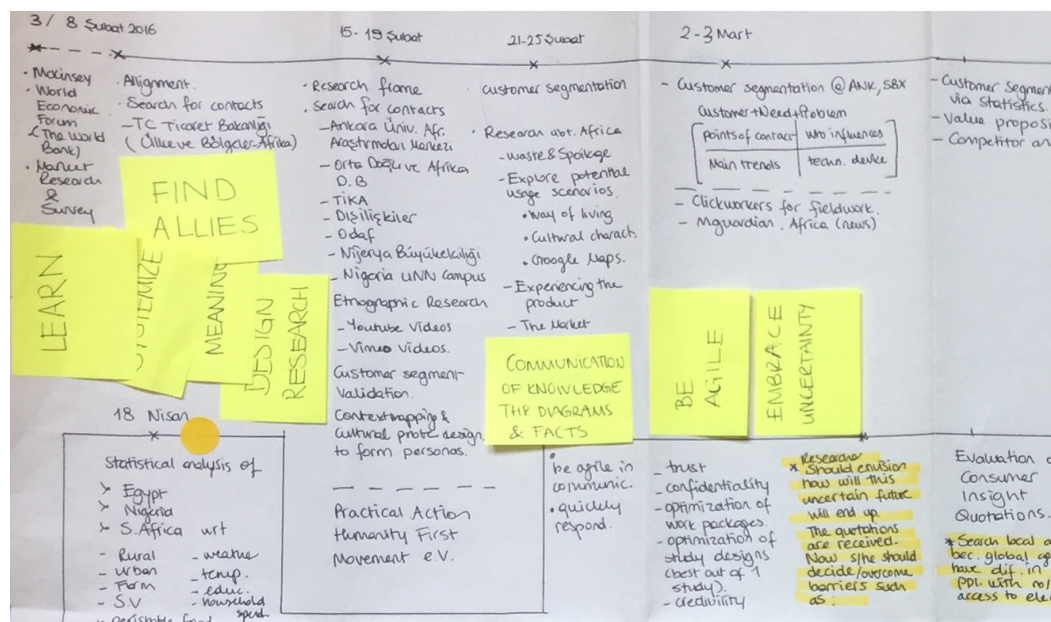 3/ 8 Şubat 2016
15-19 Şubat
21-25 Şubat
2-3 Mart
· Mckinsey
· World
Economic
Forum
(The World
Bank)
· Market
Research
&
Survey
· Allignment.
· Search for contacts
- TC Ticaret Bakanlığı
(Ülke ve Bölgeler-Afrika)
FIND
ALLIES
LEARN
MEANING
DESIGN
RESEARCH
· Research frame
· Search for contacts
- Ankara Üniv. Afr.
Araştırmaları Merkezi
- Orta Doğu ve Afrika
D.B
- TİKA
- Dışilişkiler
- Odaf
- Nijerya Büyükelçiliği
- Nigeria UNN Campus
Etnographic Research
- Youtube Videos
- Vimeo Videos.
Customer segment
Validation.
Contextmapping &
Cultural probe design
to form personas.
Practical Action
Humanity First
Movement e.V.
customer segmentation
· Research abt. Africa
- Waste & Spoilage
- Explore potential
usage scenarios.
· Way of living
· Cultural charact.
· Google Maps.
- Experiencing the
product
- The Market
COMMUNICATION
OF KNOWLEDGE
THR DIAGRAMS
& FACTS
· be agile in
communic.
· quickly
respond.
- Customer segmentation @ ANK, SBX
Customer+Need+Problem
points of contact
who influences
Main trends
techn. device
- Clickworkers for fieldwork.
- Mguardian. Africa (news)
BE
AGILE
EMBRACE
UNCERTAINTY
- trust
- confidentiality
- optimization of
work packages
- optimization of
study designs
(best out of 1
study).
- credivility
Researcher
* should envision
how will this
uncertain future
will end up.
The quotations
are received.
Now s/he should
decide/overcome
barriers such
as:
- Customer Segmen
via Statistics.
- Value proposi
- Competitor an
Evaluation o
Consumer
Insight
Quotations.
* Search local a
bec. global
have dif. in
ppl. with no/
access to ele
18 Nisan
Statistical analysis of
> Egypt
> Nigeria
> S.Africa wrt
- Rural
- urban
- Farm
- S.V
- weathe
- temp.
- educ.
- household
spend